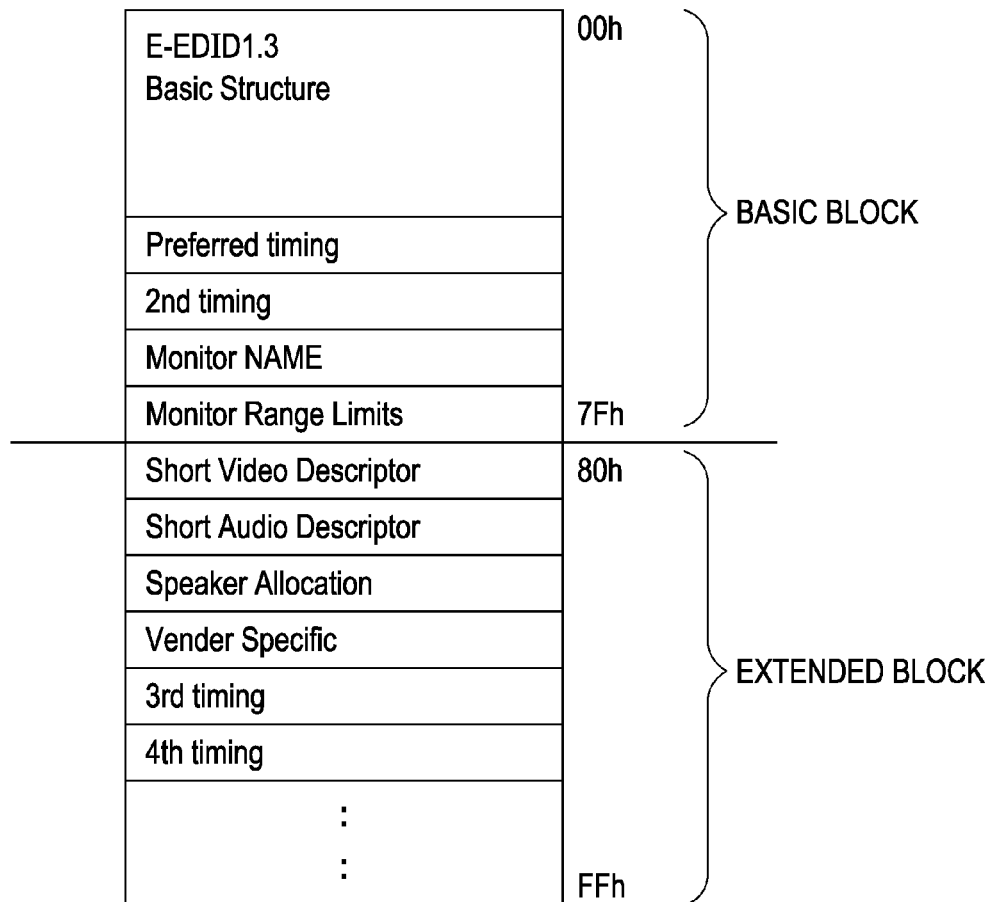 E-EDID1.3
Basic Structure
00h
BASIC BLOCK
Preferred timing
2nd timing
Monitor NAME
Monitor Range Limits
7Fh
Short Video Descriptor
80h
Short Audio Descriptor
Speaker Allocation
Vender Specific
EXTENDED BLOCK
3rd timing
4th timing
:
:
FFh